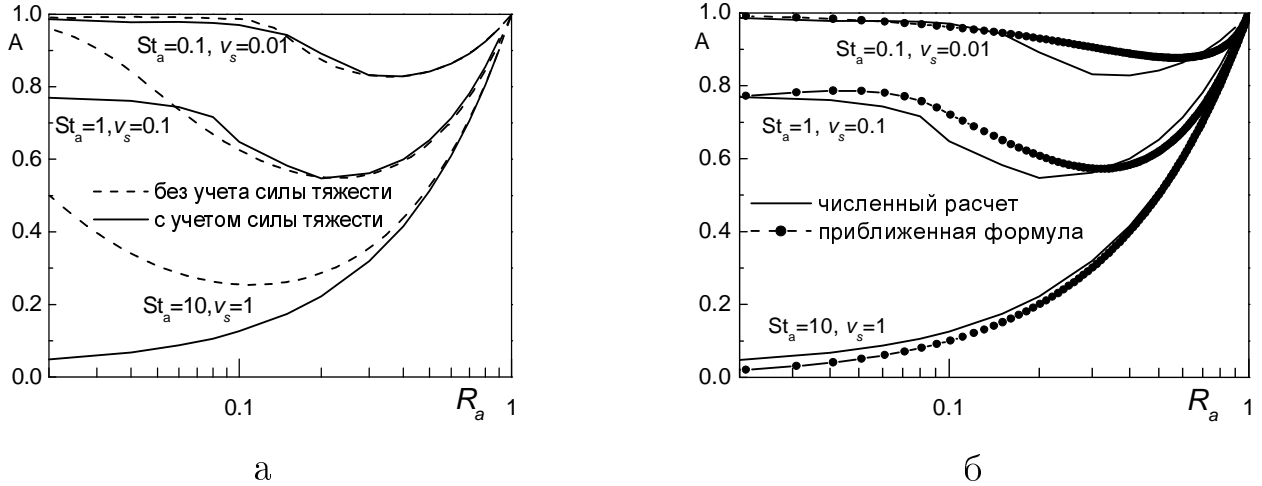 1.0
A
0.8
0.6
0.4
0.2
0.0
St_a=0.1, v_s=0.01
St_a=1,v_s=0.1
без учета силы тяжести
с учетом силы тяжести
St_a=10,v_s=1
0.1
R_a
1
а
1.0
A
0.8
0.6
0.4
0.2
0.0
St_a=0.1, v_s=0.01
St_a=1, v_s=0.1
численный расчет
приближенная формула
St_a=10, v_s=1
0.1
R_a
1
б